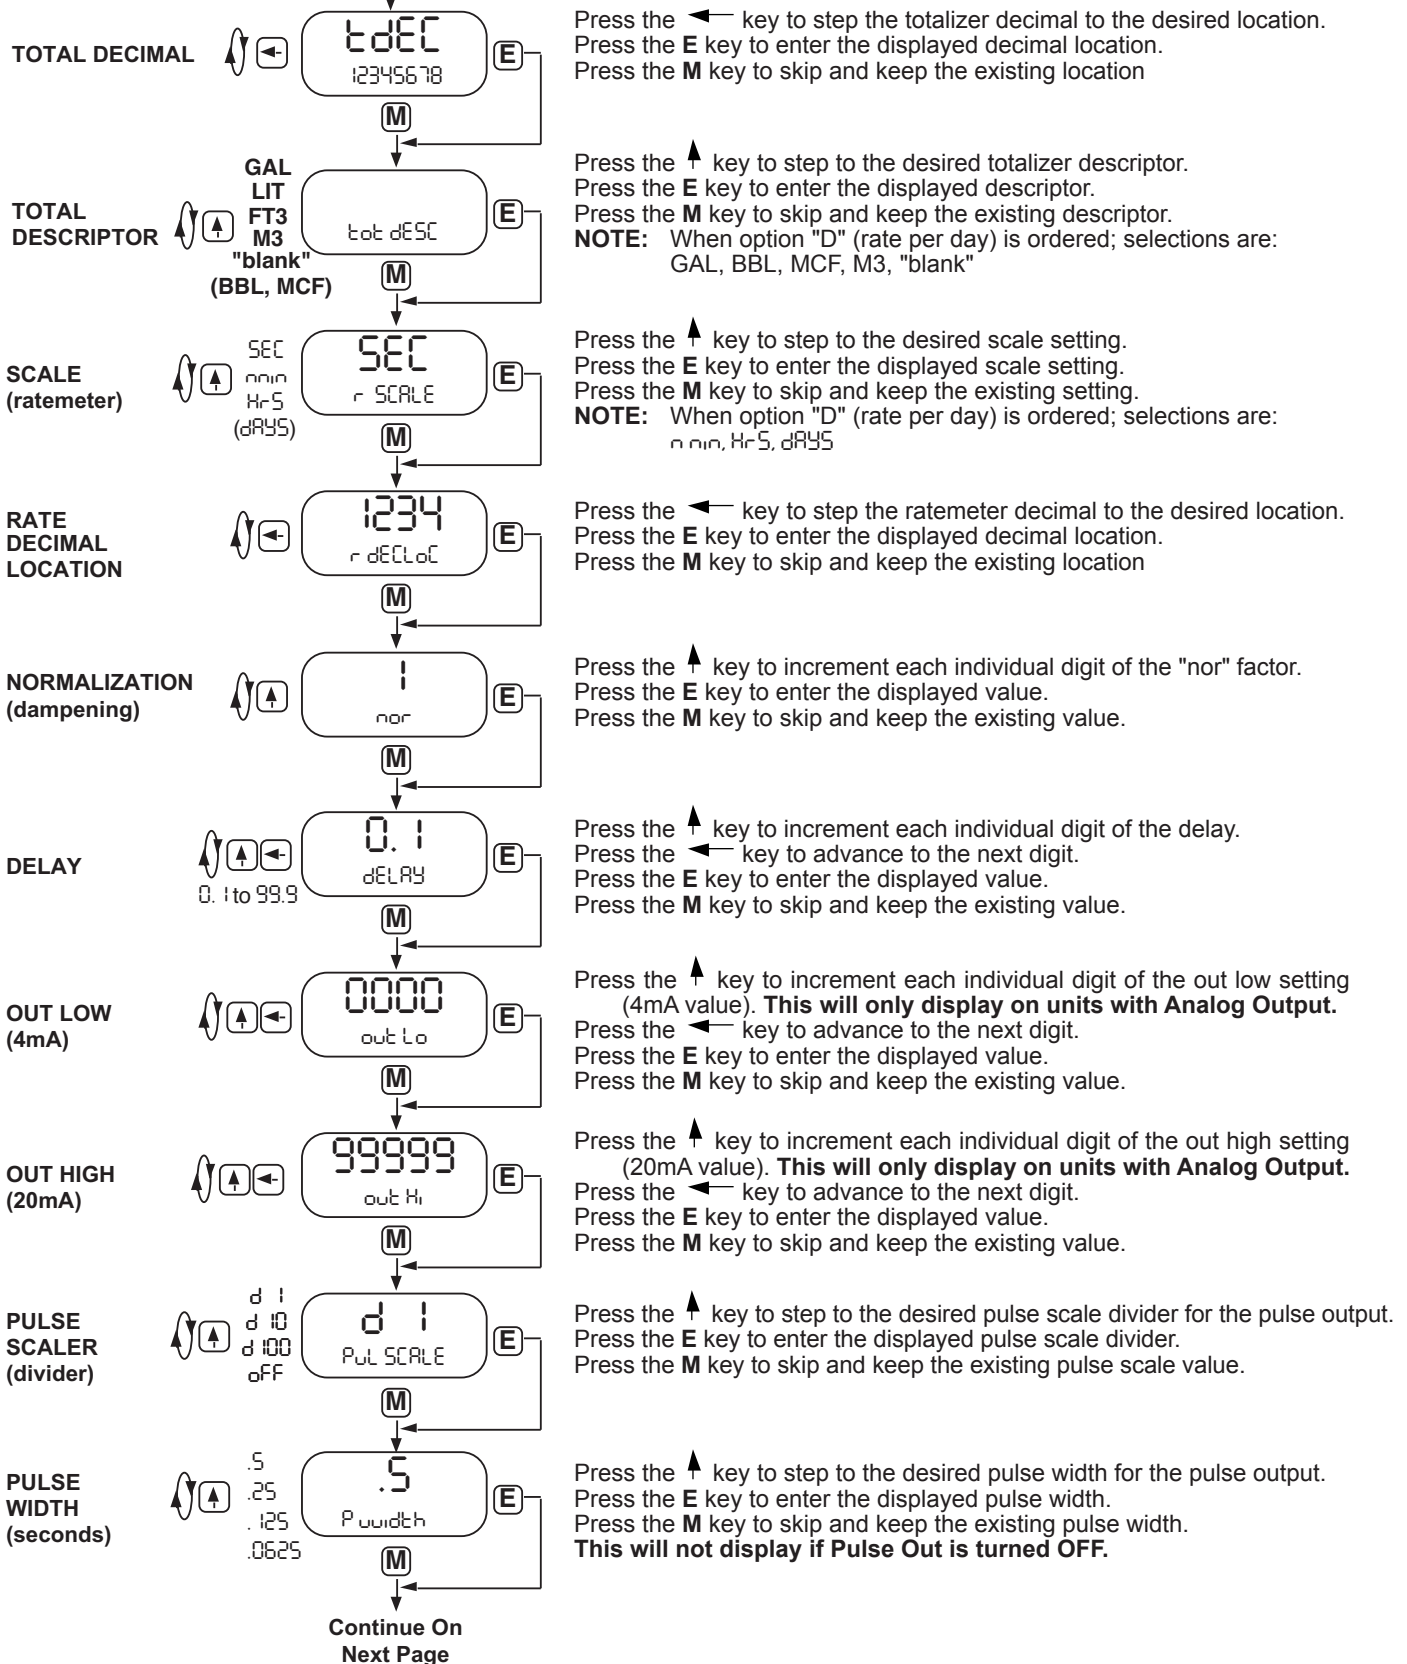 TOTAL DECIMAL
tdEC
12345678
E
M
Press the key to step the totalizer decimal to the desired location.
Press the E key to enter the displayed decimal location.
Press the M key to skip and keep the existing location
TOTAL
DESCRIPTOR
GAL
LIT
FT3
M3
"blank"
(BBL, MCF)
tot dESC
E
M
Press the key to step to the desired totalizer descriptor.
Press the E key to enter the displayed descriptor.
Press the M key to skip and keep the existing descriptor.
NOTE: When option "D" (rate per day) is ordered; selections are:
GAL, BBL, MCF, M3, "blank"
SCALE
(ratemeter)
SEC
min
HrS
(dAYS)
SEC
r SCALE
E
M
Press the key to step to the desired scale setting.
Press the E key to enter the displayed scale setting.
Press the M key to skip and keep the existing setting.
NOTE: When option "D" (rate per day) is ordered; selections are:
min, HrS, dAYS
RATE
DECIMAL
LOCATION
1234
r dECLoC
E
M
Press the key to step the ratemeter decimal to the desired location.
Press the E key to enter the displayed decimal location.
Press the M key to skip and keep the existing location
NORMALIZATION
(dampening)
1
nor
E
M
Press the key to increment each individual digit of the "nor" factor.
Press the E key to enter the displayed value.
Press the M key to skip and keep the existing value.
DELAY
0.1 to 99.9
0.1
dELAY
E
M
Press the key to increment each individual digit of the delay.
Press the key to advance to the next digit.
Press the E key to enter the displayed value.
Press the M key to skip and keep the existing value.
OUT LOW
(4mA)
0000
out Lo
E
M
Press the key to increment each individual digit of the out low setting
(4mA value). This will only display on units with Analog Output.
Press the key to advance to the next digit.
Press the E key to enter the displayed value.
Press the M key to skip and keep the existing value.
OUT HIGH
(20mA)
99999
out Hi
E
M
Press the key to increment each individual digit of the out high setting
(20mA value). This will only display on units with Analog Output.
Press the key to advance to the next digit.
Press the E key to enter the displayed value.
Press the M key to skip and keep the existing value.
PULSE
SCALER
(divider)
d 1
d 10
d 100
oFF
d 1
PuL SCALE
E
M
Press the key to step to the desired pulse scale divider for the pulse output.
Press the E key to enter the displayed pulse scale divider.
Press the M key to skip and keep the existing pulse scale value.
PULSE
WIDTH
(seconds)
.5
.25
.125
.0625
.5
P width
E
M
Press the key to step to the desired pulse width for the pulse output.
Press the E key to enter the displayed pulse width.
Press the M key to skip and keep the existing pulse width.
This will not display if Pulse Out is turned OFF.
Continue On
Next Page